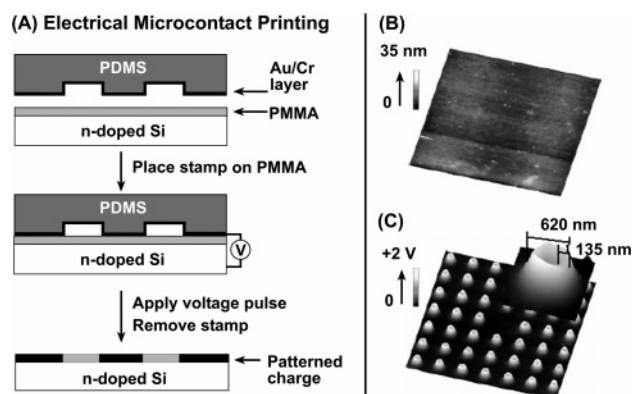 (A) Electrical Microcontact Printing
PDMS
Au/Cr
layer
PMMA
n-doped Si
Place stamp on PMMA
PDMS
V
n-doped Si
Apply voltage pulse
Remove stamp
Patterned
charge
n-doped Si
(B)
35 nm
0
(C)
620 nm
135 nm
+2 V
0